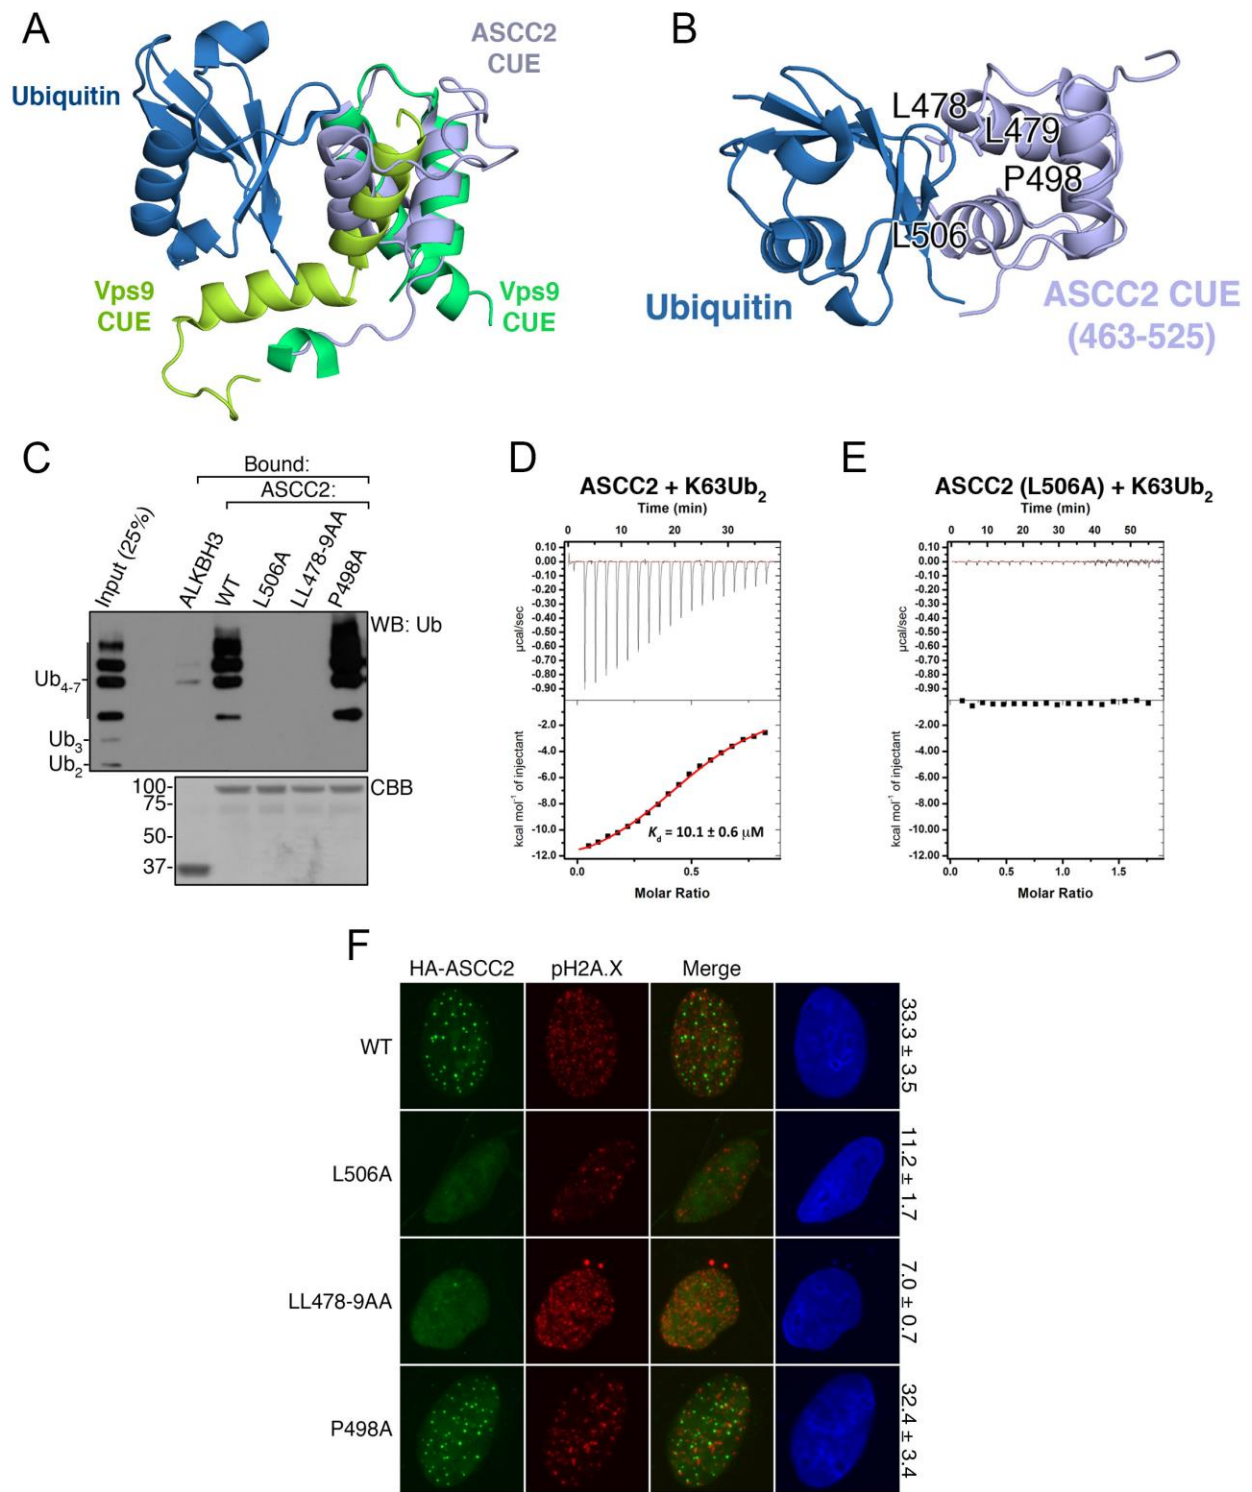 A
ASCC2
CUE
Ubiquitin
Vps9
CUE
Vps9
CUE
B
L478
L479
P498
L506
Ubiquitin
ASCC2 CUE
(463-525)
C
Bound:
ASCC2:
Input (25%)
ALKBH3
WT
L506A
LL478-9AA
P498A
WB: Ub
Ub4-7
Ub3
Ub2
CBB
100-
75-
50-
37-
D
ASCC2 + K63Ub2
Time (min)
0 10 20 30
0.10
0.00
-0.10
-0.20
-0.30
-0.40
-0.50
-0.60
-0.70
-0.80
-0.90
µcal/sec
-2.00
-4.00
-6.00
-8.00
-10.00
-12.00
kcal mol-1 of injectant
Kd = 10.1 ± 0.6 µM
0.0 0.5
Molar Ratio
E
ASCC2 (L506A) + K63Ub2
Time (min)
0 10 20 30 40 50
0.10
0.00
-0.10
-0.20
-0.30
-0.40
-0.50
-0.60
-0.70
-0.80
-0.90
µcal/sec
-2.00
-4.00
-6.00
-8.00
-10.00
-12.00
kcal mol-1 of injectant
0.0 0.5 1.0 1.5
Molar Ratio
F
HA-ASCC2 pH2A.X Merge
WT
33.3 ± 3.5
L506A
11.2 ± 1.7
LL478-9AA
7.0 ± 0.7
P498A
32.4 ± 3.4